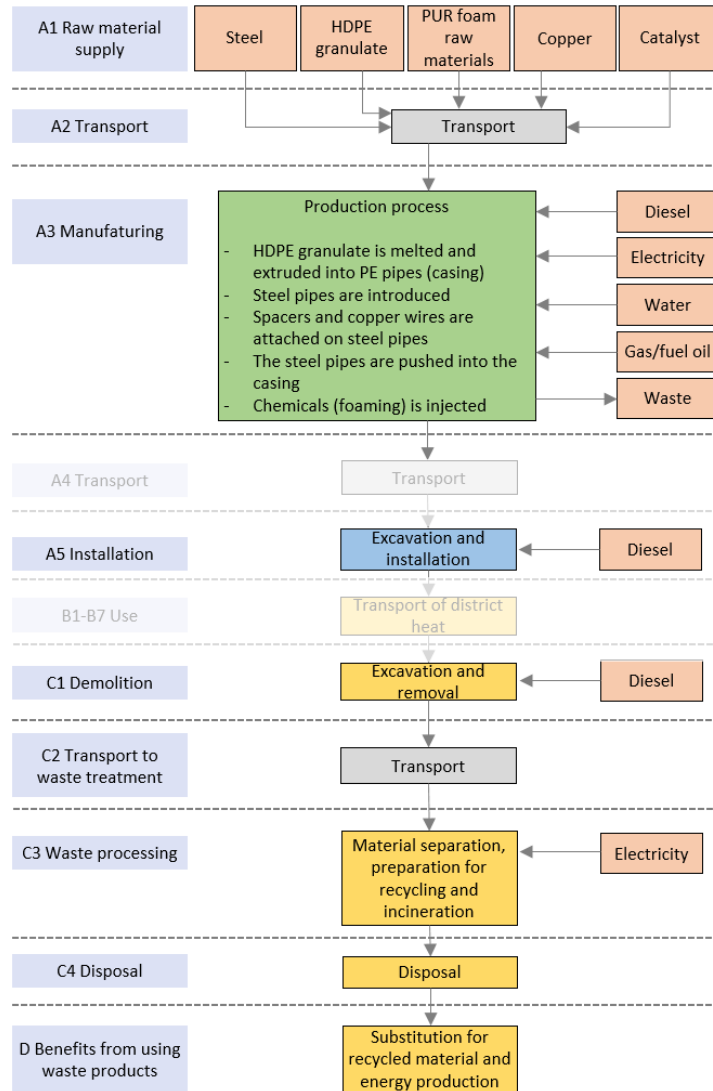 A1 Raw material
supply
Steel
HDPE
granulate
PUR foam
raw
materials
Copper
Catalyst
A2 Transport
Transport
A3 Manufaturing
Production process
- HDPE granulate is melted and
extruded into PE pipes (casing)
- Steel pipes are introduced
- Spacers and copper wires are
attached on steel pipes
- The steel pipes are pushed into the
casing
- Chemicals (foaming) is injected
Diesel
Electricity
Water
Gas/fuel oil
Waste
A4 Transport
Transport
A5 Installation
Excavation and
installation
Diesel
B1-B7 Use
Transport of district
heat
C1 Demolition
Excavation and
removal
Diesel
C2 Transport to
waste treatment
Transport
C3 Waste processing
Material separation,
preparation for
recycling and
incineration
Electricity
C4 Disposal
Disposal
D Benefits from using
waste products
Substitution for
recycled material and
energy production